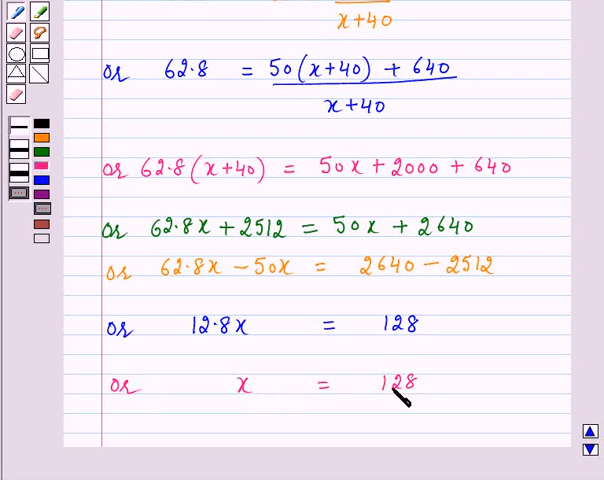 x+40
or 62.8 = 50(x+40) + 640
x+40
or 62.8(x+40) = 50x+2000+640
or 62.8x+2512 = 50x+2640
or 62.8x-50x = 2640-2512
or 12.8x = 128
or x = 128